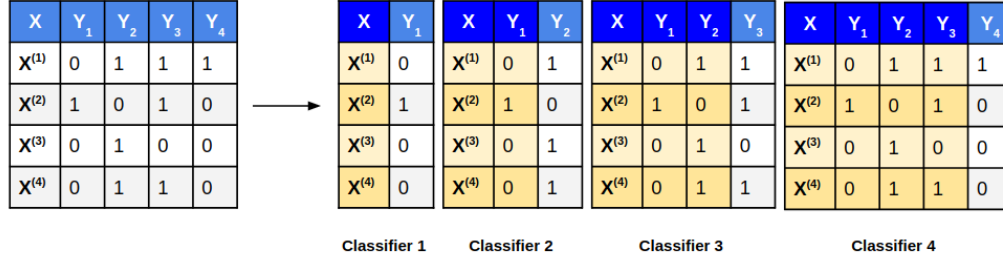 X Y₁ Y₂ Y₃ Y₄ X Y₁ X Y₁ Y₂ X Y₁ Y₂ Y₃ X Y₁ Y₂ Y₃ Y₄
X⁽¹⁾ 0 1 1 1 X⁽¹⁾ 0 X⁽¹⁾ 0 1 X⁽¹⁾ 0 1 1 X⁽¹⁾ 0 1 1 1
X⁽²⁾ 1 0 1 0 X⁽²⁾ 1 X⁽²⁾ 1 0 X⁽²⁾ 1 0 1 X⁽²⁾ 1 0 1 0
X⁽³⁾ 0 1 0 0 X⁽³⁾ 0 X⁽³⁾ 0 1 X⁽³⁾ 0 1 0 X⁽³⁾ 0 1 0 0
X⁽⁴⁾ 0 1 1 0 X⁽⁴⁾ 0 X⁽⁴⁾ 0 1 X⁽⁴⁾ 0 1 1 X⁽⁴⁾ 0 1 1 0
Classifier 1 Classifier 2 Classifier 3 Classifier 4